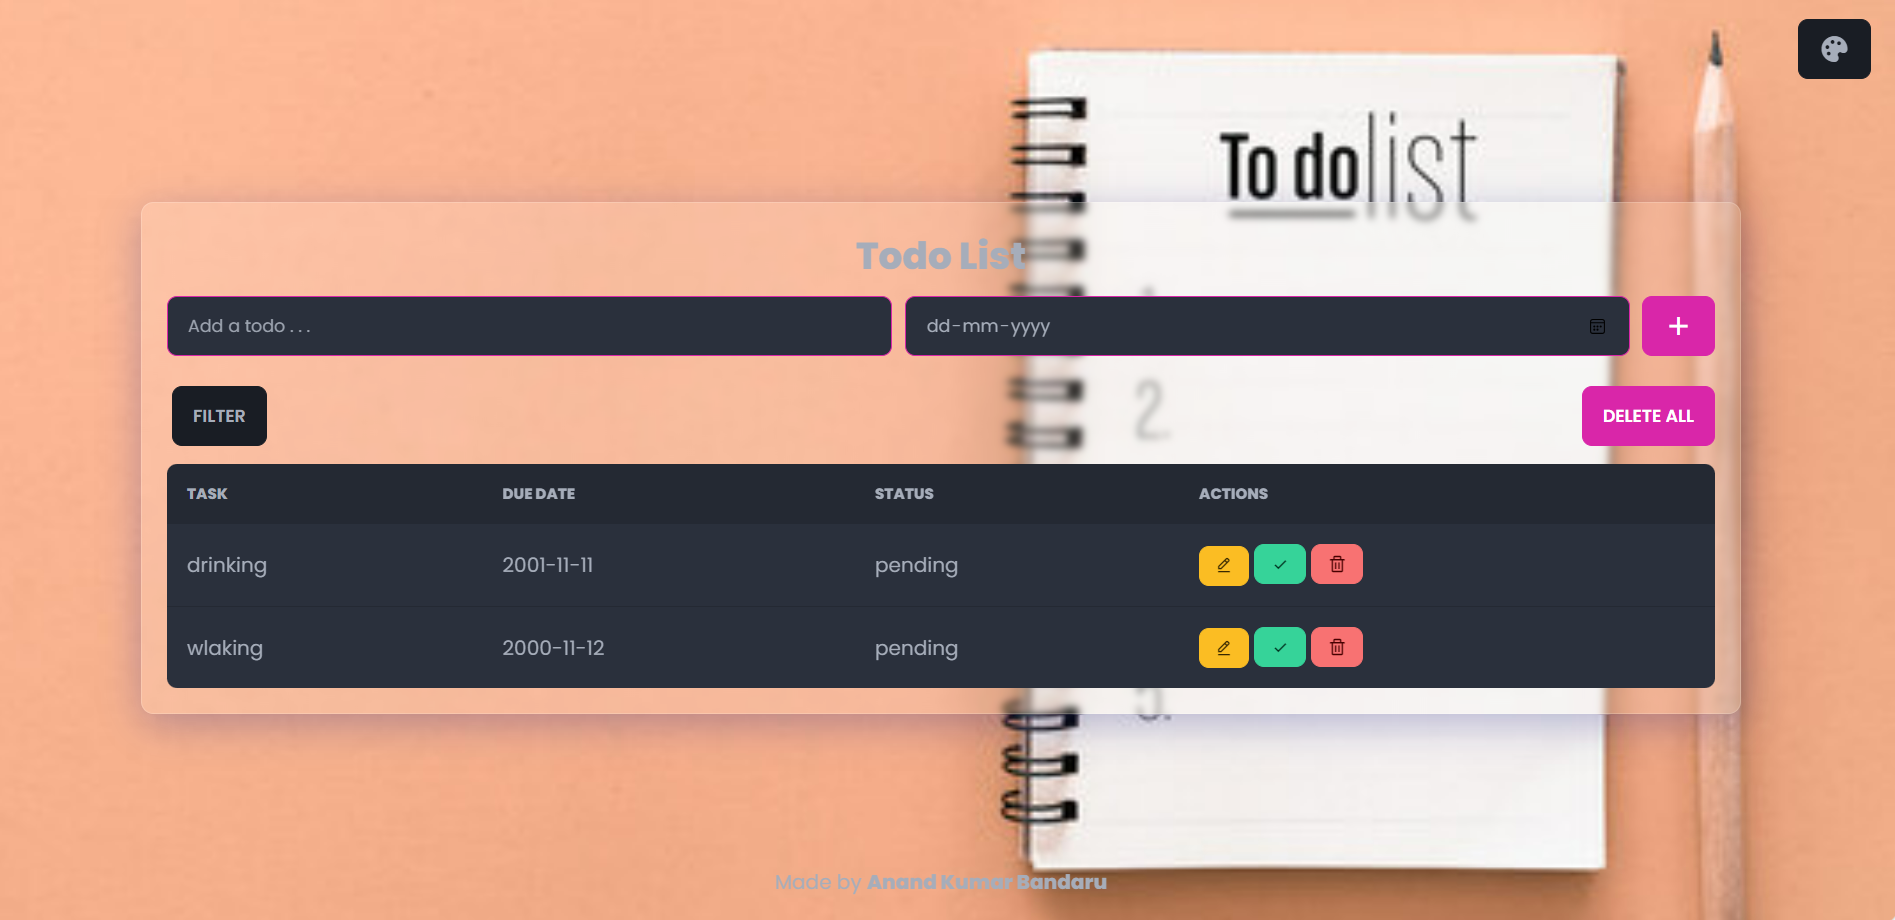 To do list
Todo List
Add a todo . . .
dd-mm-yyyy
FILTER
DELETE ALL
2.
TASK DUE DATE STATUS ACTIONS
drinking 2001-11-11 pending
wlaking 2000-11-12 pending
Made by Anand Kumar Bandaru